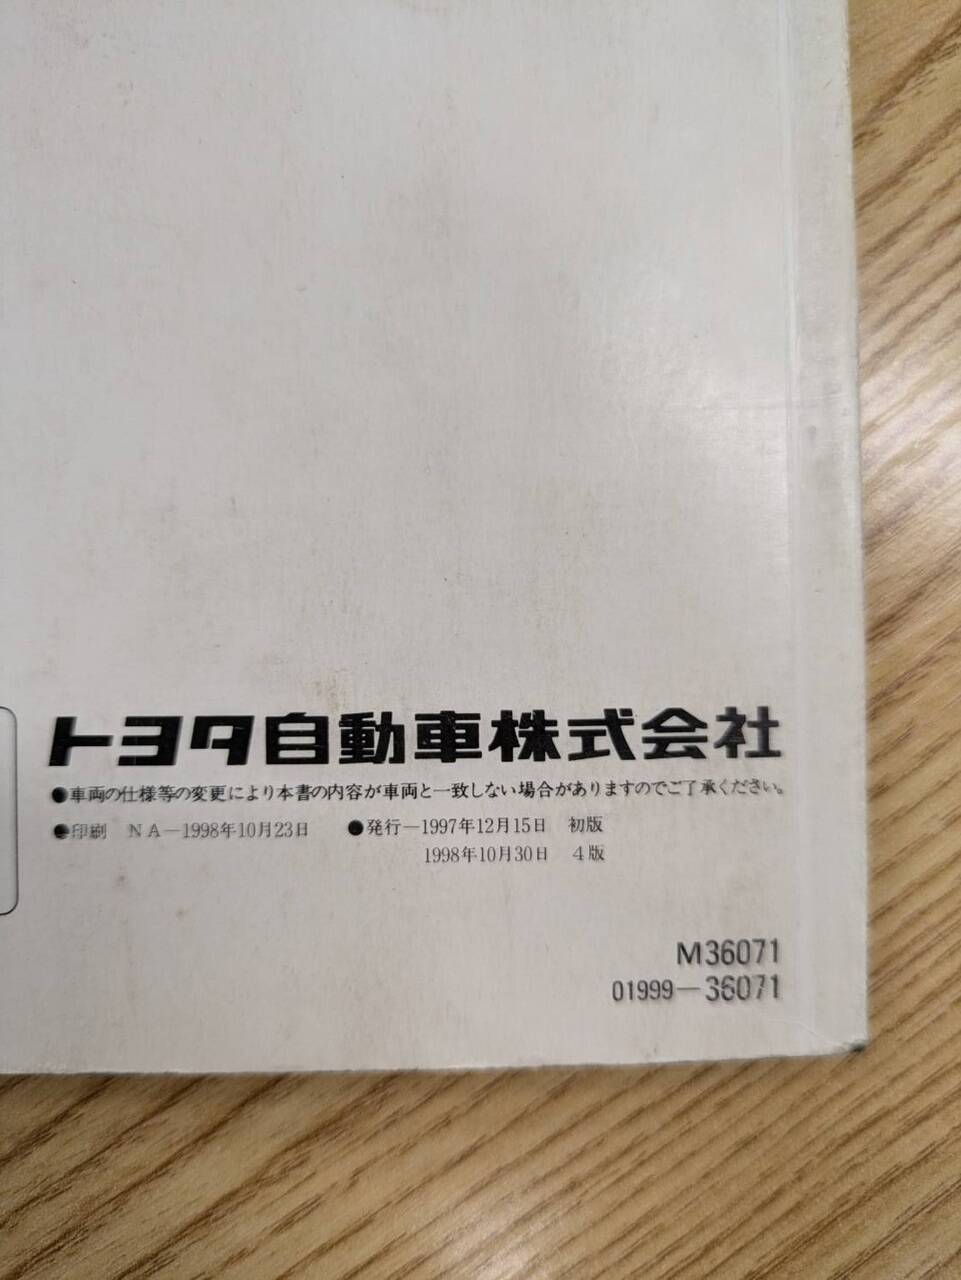 トヨタ自動車株式会社
●車両の仕様等の変更により本書の内容が車両と一致しない場合がありますのでご了承ください。
●印刷 NA-1998年10月23日 ●発行-1997年12月15日 初版
1998年10月30日 4版
M36071
01999-36071